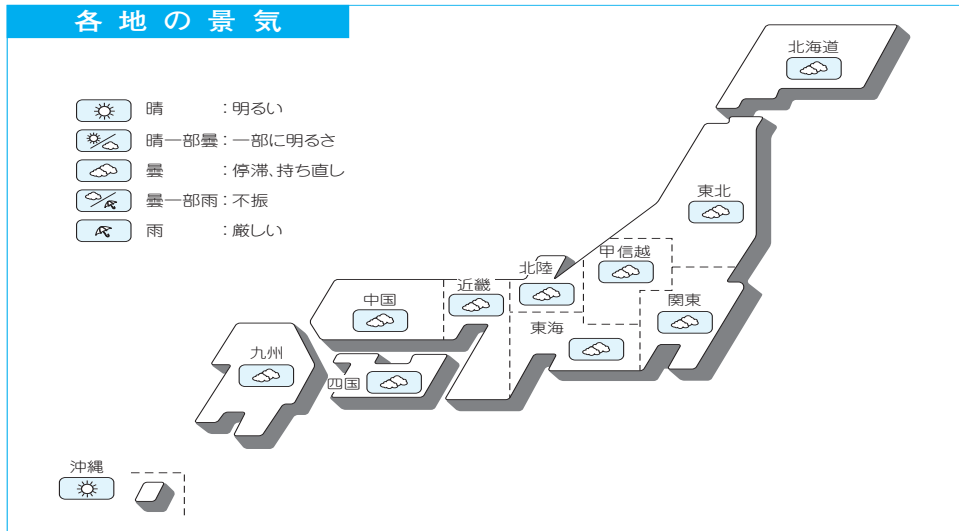 各地の景気
北海道
晴 :明るい
晴一部曇:一部に明るさ
曇 :停滞、持ち直し
曇一部雨:不振
雨 :厳しい
東北
甲信越
北陸
近畿
中国
関東
東海
九州
四国
沖縄